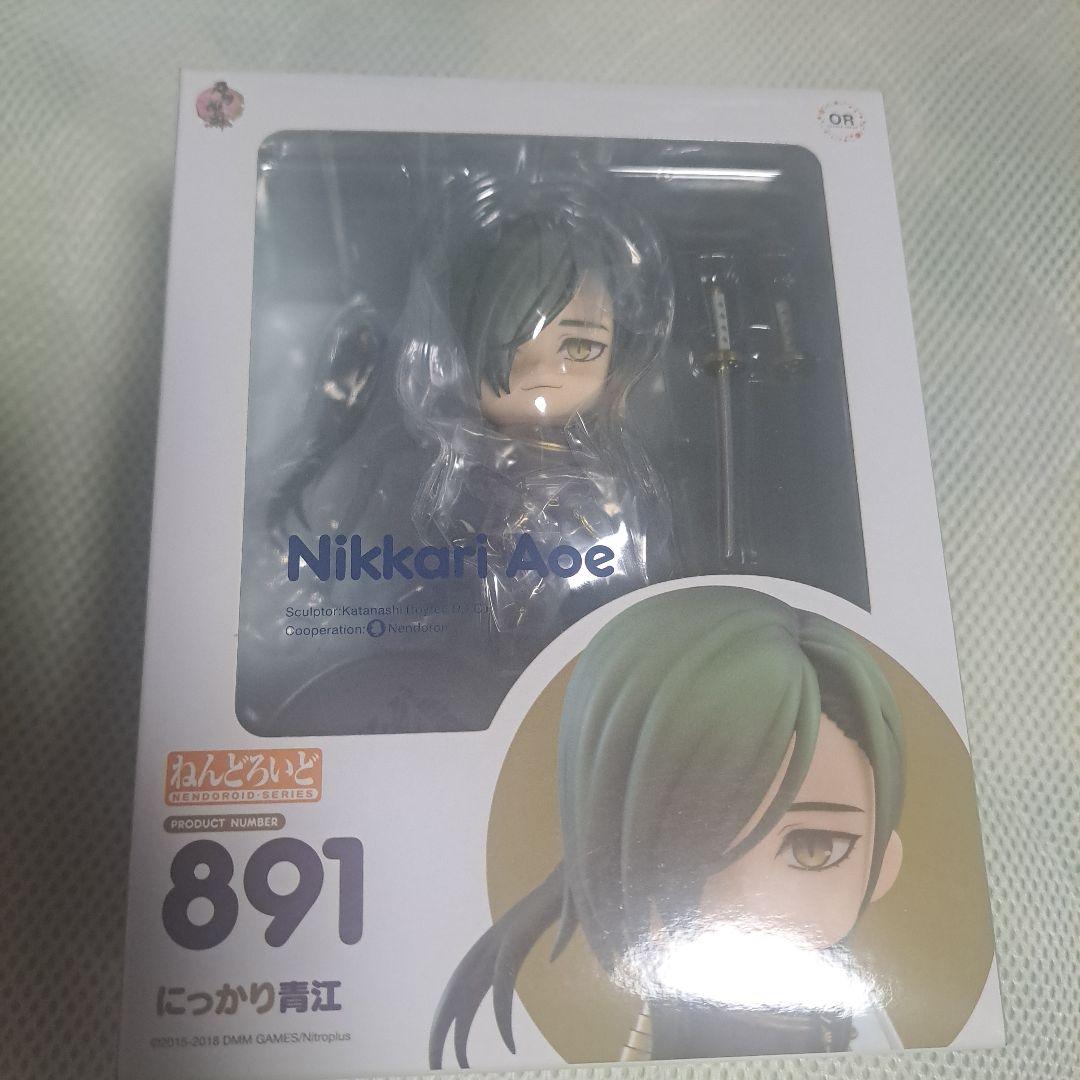 OR
Nikkari Aoe
Sculptor:Katanashi
Cooperation: Nendoron
ねんどろいど
NENDOROID·SERIES
PRODUCT NUMBER
891
にっかり青江
©2015-2018 DMM GAMES/Nitroplus